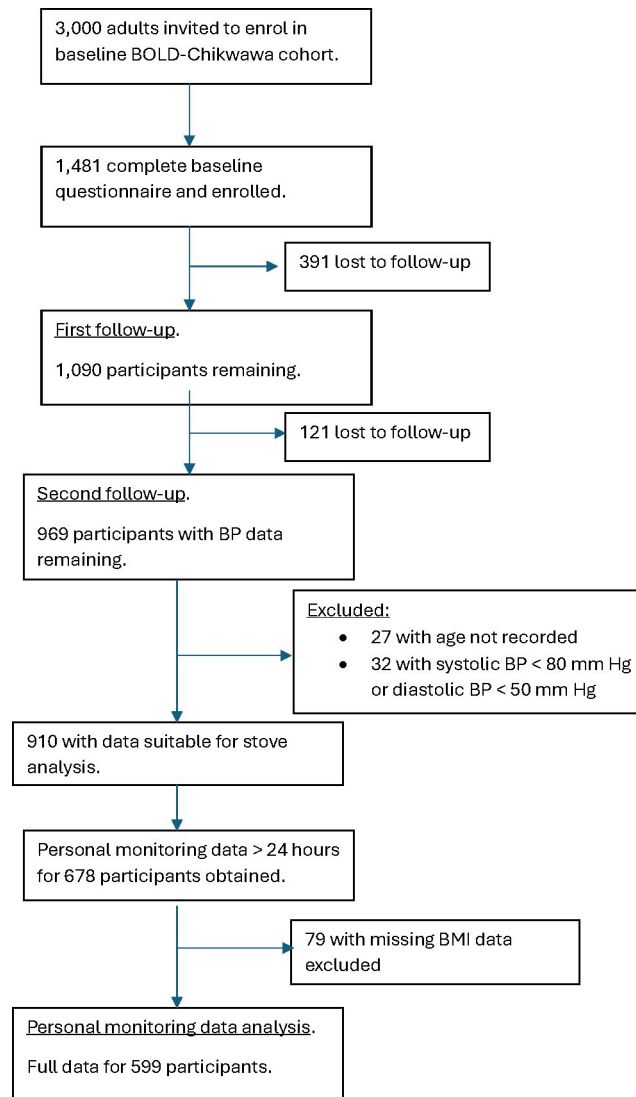 3,000 adults invited to enrol in
baseline BOLD-Chikwawa cohort.
1,481 complete baseline
questionnaire and enrolled.
391 lost to follow-up
First follow-up.
1,090 participants remaining.
121 lost to follow-up
Second follow-up.
969 participants with BP data
remaining.
Excluded:
• 27 with age not recorded
• 32 with systolic BP < 80 mm Hg
or diastolic BP < 50 mm Hg
910 with data suitable for stove
analysis.
Personal monitoring data > 24 hours
for 678 participants obtained.
79 with missing BMI data
excluded
Personal monitoring data analysis.
Full data for 599 participants.